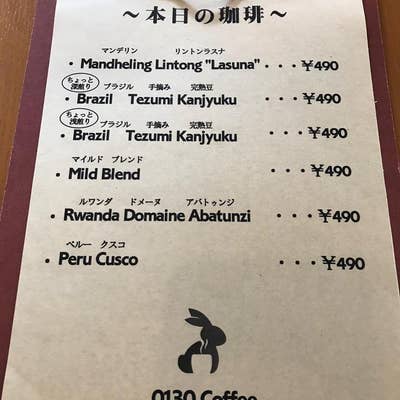 ～本日の珈琲～
マンデリン　リントンラスナ
・Mandheling Lintong "Lasuna" ・・・¥490
ちょっと深煎り ブラジル　手摘み　完熟豆
・Brazil Tezumi Kanjyuku ・・・¥490
ちょっと浅煎り ブラジル　手摘み　完熟豆
・Brazil Tezumi Kanjyuku ・・・¥490
マイルド　ブレンド
・Mild Blend ・・・¥490
ルワンダ　ドメーヌ　アバトゥンジ
・Rwanda Domaine Abatunzi ・・・¥490
ペルー　クスコ
・Peru Cusco ・・・¥490
0130 Coffee